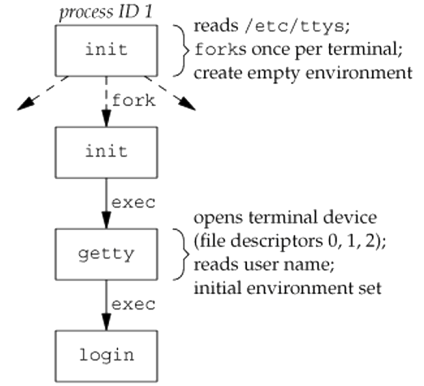 process ID 1
init
reads /etc/ttys;
forks once per terminal;
create empty environment
fork
init
exec
getty
opens terminal device
(file descriptors 0, 1, 2);
reads user name;
initial environment set
exec
login